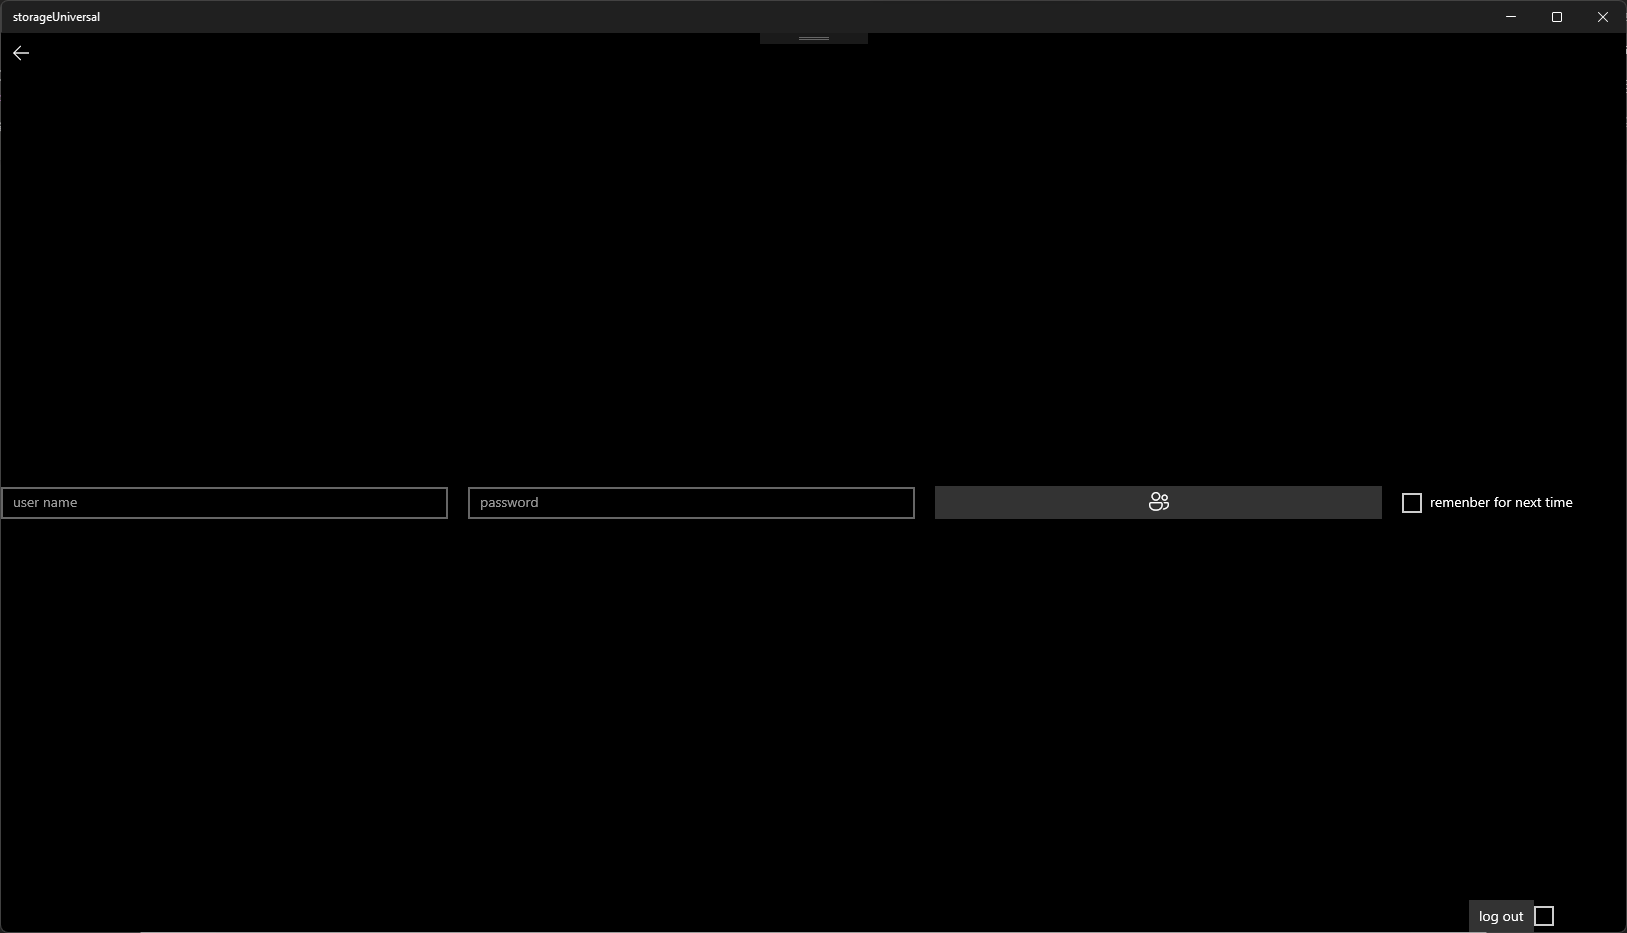 storageUniversal
user name
password
remenber for next time
log out